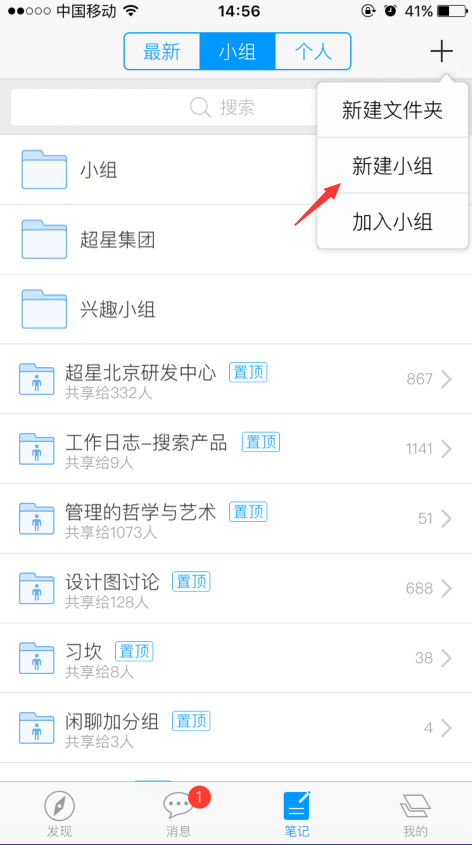 中国移动 14:56 41%
最新 小组 个人
搜索
新建文件夹
新建小组
加入小组
小组
超星集团
兴趣小组
超星北京研发中心 置顶
共享给332人 867
工作日志-搜索产品 置顶
共享给9人 1141
管理的哲学与艺术 置顶
共享给1073人 51
设计图讨论 置顶
共享给128人 688
习坎 置顶
共享给8人 38
闲聊加分组 置顶
共享给3人 4
1
发现 消息 笔记 我的